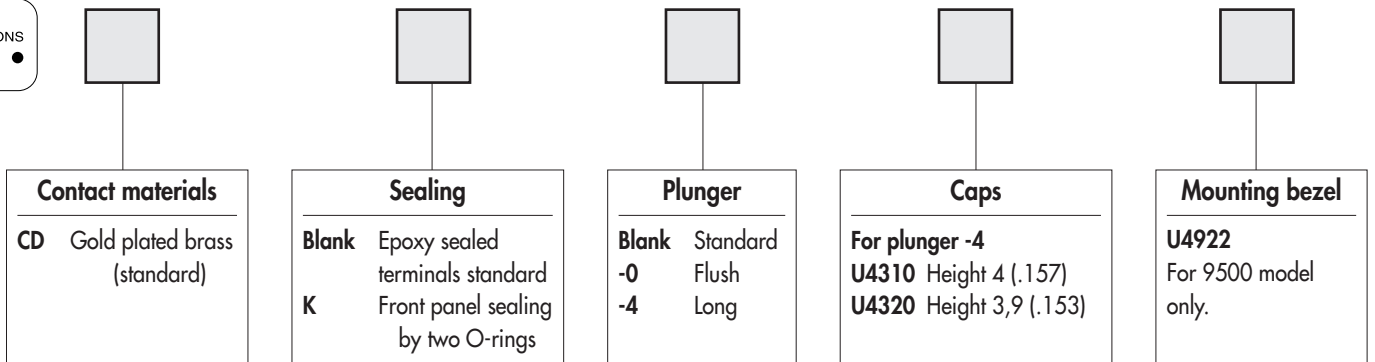 Contact materials
CD Gold plated brass
(standard)
Sealing
Blank Epoxy sealed
terminals standard
K Front panel sealing
by two O-rings
Plunger
Blank Standard
-0 Flush
-4 Long
Caps
For plunger -4
U4310 Height 4 (.157)
U4320 Height 3,9 (.153)
Mounting bezel
U4922
For 9500 model
only.